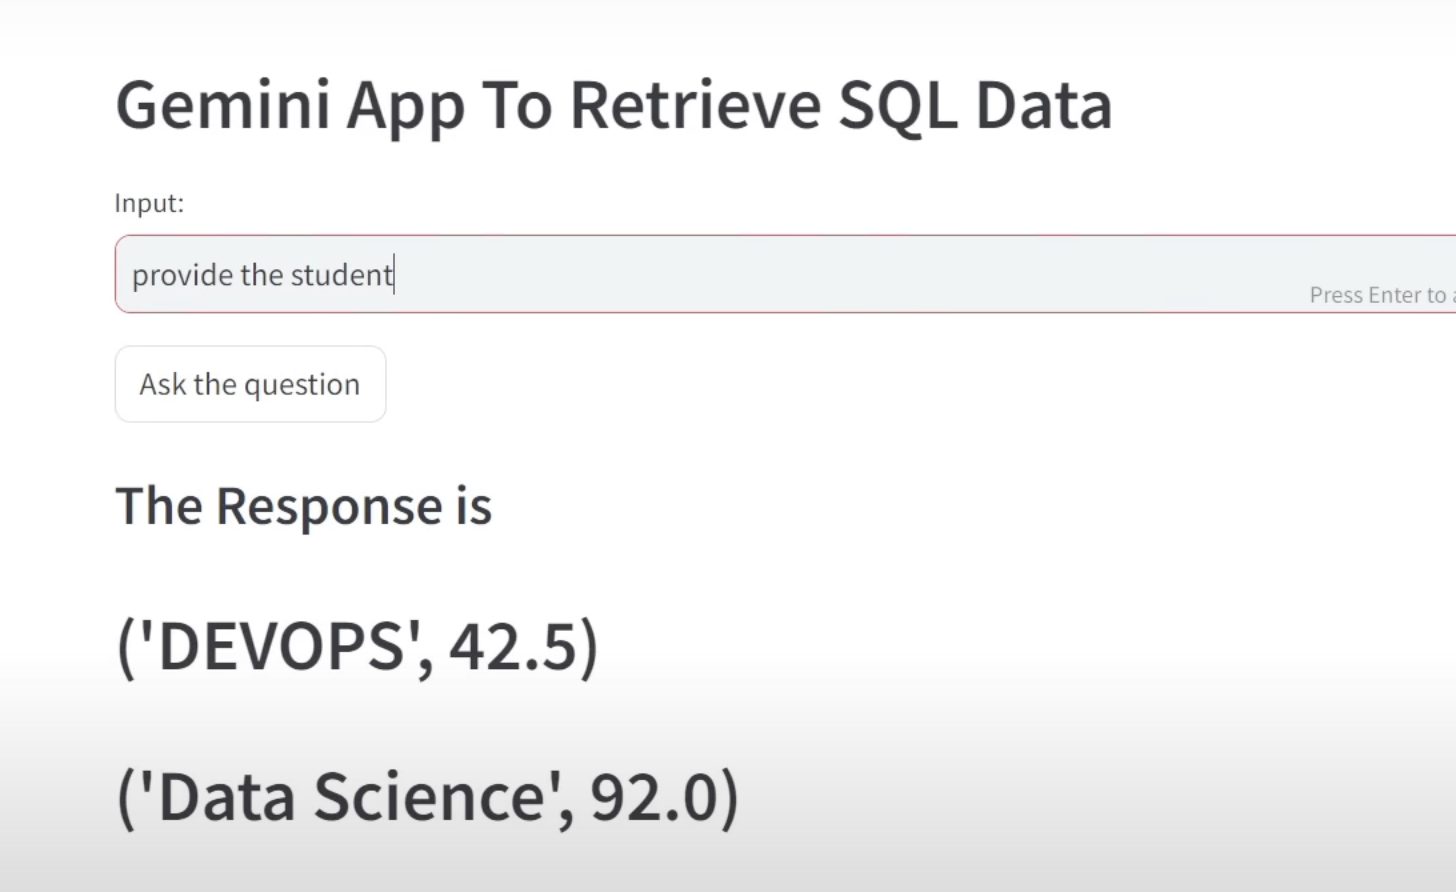 Gemini App To Retrieve SQL Data
Input:
provide the student
Press Enter to
Ask the question
The Response is
('DEVOPS', 42.5)
('Data Science', 92.0)